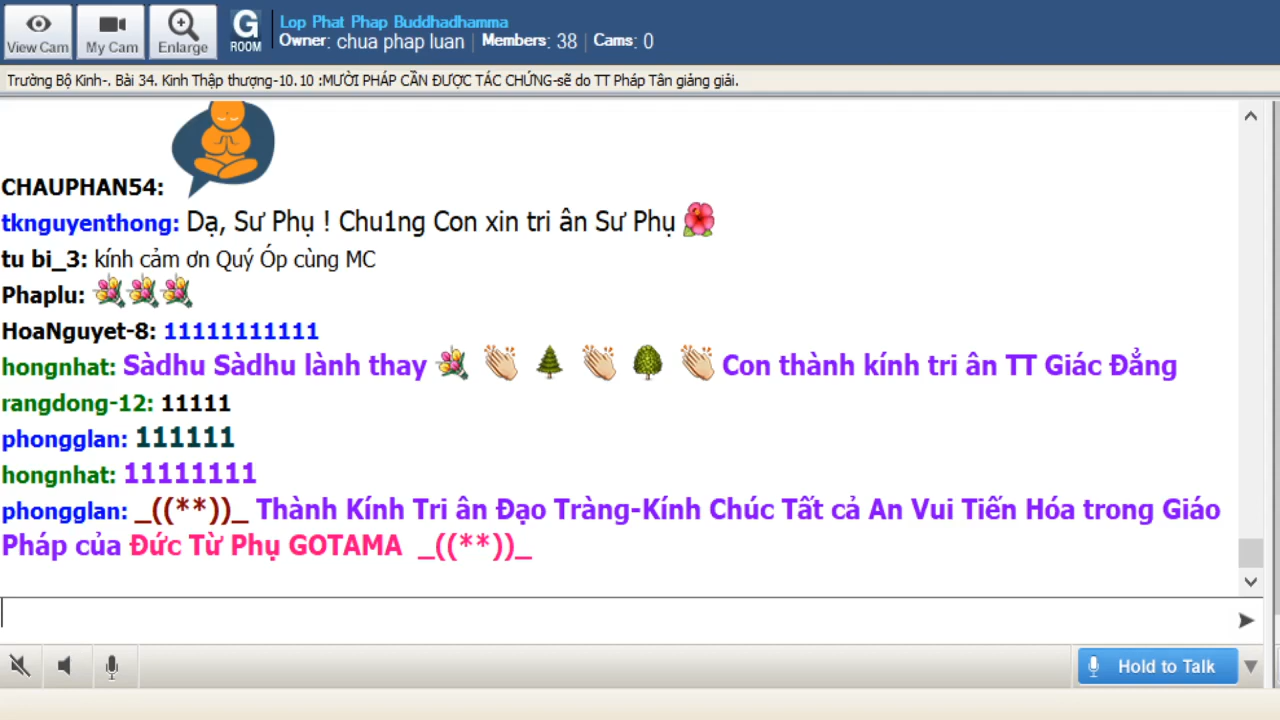 View Cam
My Cam
Enlarge
G
ROOM
Lop Phat Phap Buddhadhamma
Owner: chua phap luan | Members: 38 | Cams: 0
Trường Bộ Kinh-. Bài 34. Kinh Thập thượng-10.10 :MƯỜI PHÁP CẦN ĐƯỢC TÁC CHỨNG-sẽ do TT Pháp Tân giảng giải.
CHAUPHAN54:
tknguyenthong: Dạ, Sư Phụ ! Chu1ng Con xin tri ân Sư Phụ 🌺
tu bi_3: kính cảm ơn Quý Óp cùng MC
Phaplu: 💐💐💐
HoaNguyet-8: 11111111111
hongnhat: Sàdhu Sàdhu lành thay 💐 👏 🌲 👏 🌳 👏 Con thành kính tri ân TT Giác Đẳng
rangdong-12: 11111
phongglan: 111111
hongnhat: 11111111
phongglan: _((**))_ Thành Kính Tri ân Đạo Tràng-Kính Chúc Tất cả An Vui Tiến Hóa trong Giáo
Pháp của Đức Từ Phụ GOTAMA _((**))_
Hold to Talk